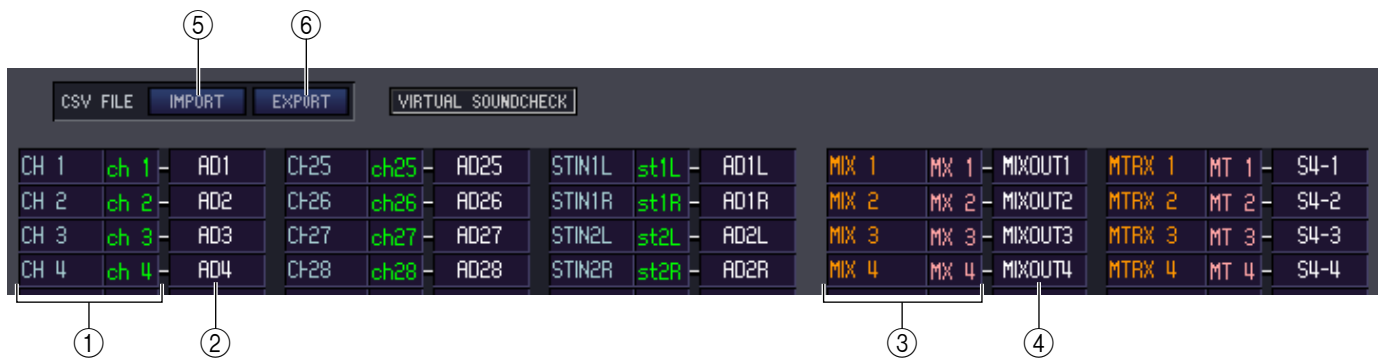 ⑤ ⑥
CSV FILE IMPORT EXPORT VIRTUAL SOUNDCHECK
CH 1 ch 1 - AD1 CH25 ch25 - AD25 STIN1L st1L - AD1L MIX 1 MX 1 - MIXOUT1 MTRX 1 MT 1 - S4-1
CH 2 ch 2 - AD2 CH26 ch26 - AD26 STIN1R st1R - AD1R MIX 2 MX 2 - MIXOUT2 MTRX 2 MT 2 - S4-2
CH 3 ch 3 - AD3 CH27 ch27 - AD27 STIN2L st2L - AD2L MIX 3 MX 3 - MIXOUT3 MTRX 3 MT 3 - S4-3
CH 4 ch 4 - AD4 CH28 ch28 - AD28 STIN2R st2R - AD2R MIX 4 MX 4 - MIXOUT4 MTRX 4 MT 4 - S4-4
① ② ③ ④